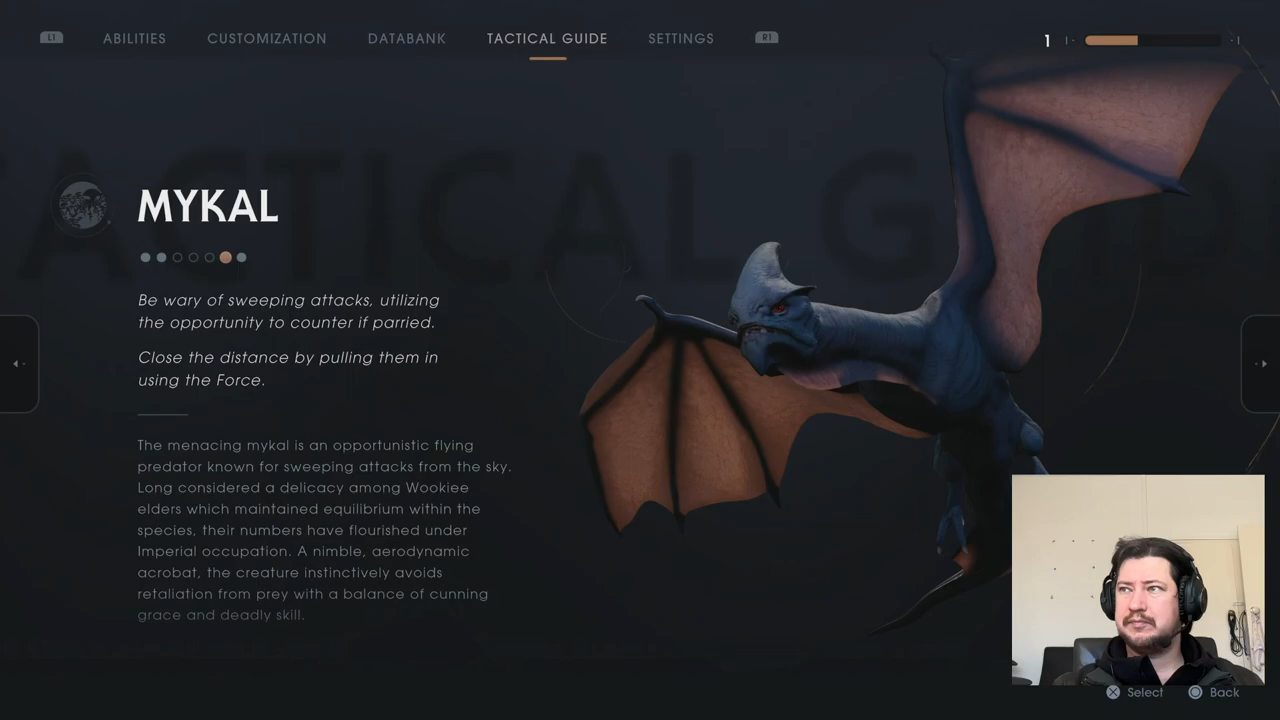 L1 ABILITIES CUSTOMIZATION DATABANK TACTICAL GUIDE SETTINGS R1 1
TACTICAL GUID
MYKAL
Be wary of sweeping attacks, utilizing
the opportunity to counter if parried.
Close the distance by pulling them in
using the Force.
The menacing mykal is an opportunistic flying
predator known for sweeping attacks from the sky.
Long considered a delicacy among Wookiee
elders which maintained equilibrium within the
species, their numbers have flourished under
Imperial occupation. A nimble, aerodynamic
acrobat, the creature instinctively avoids
retaliation from prey with a balance of cunning
grace and deadly skill.
Select Back